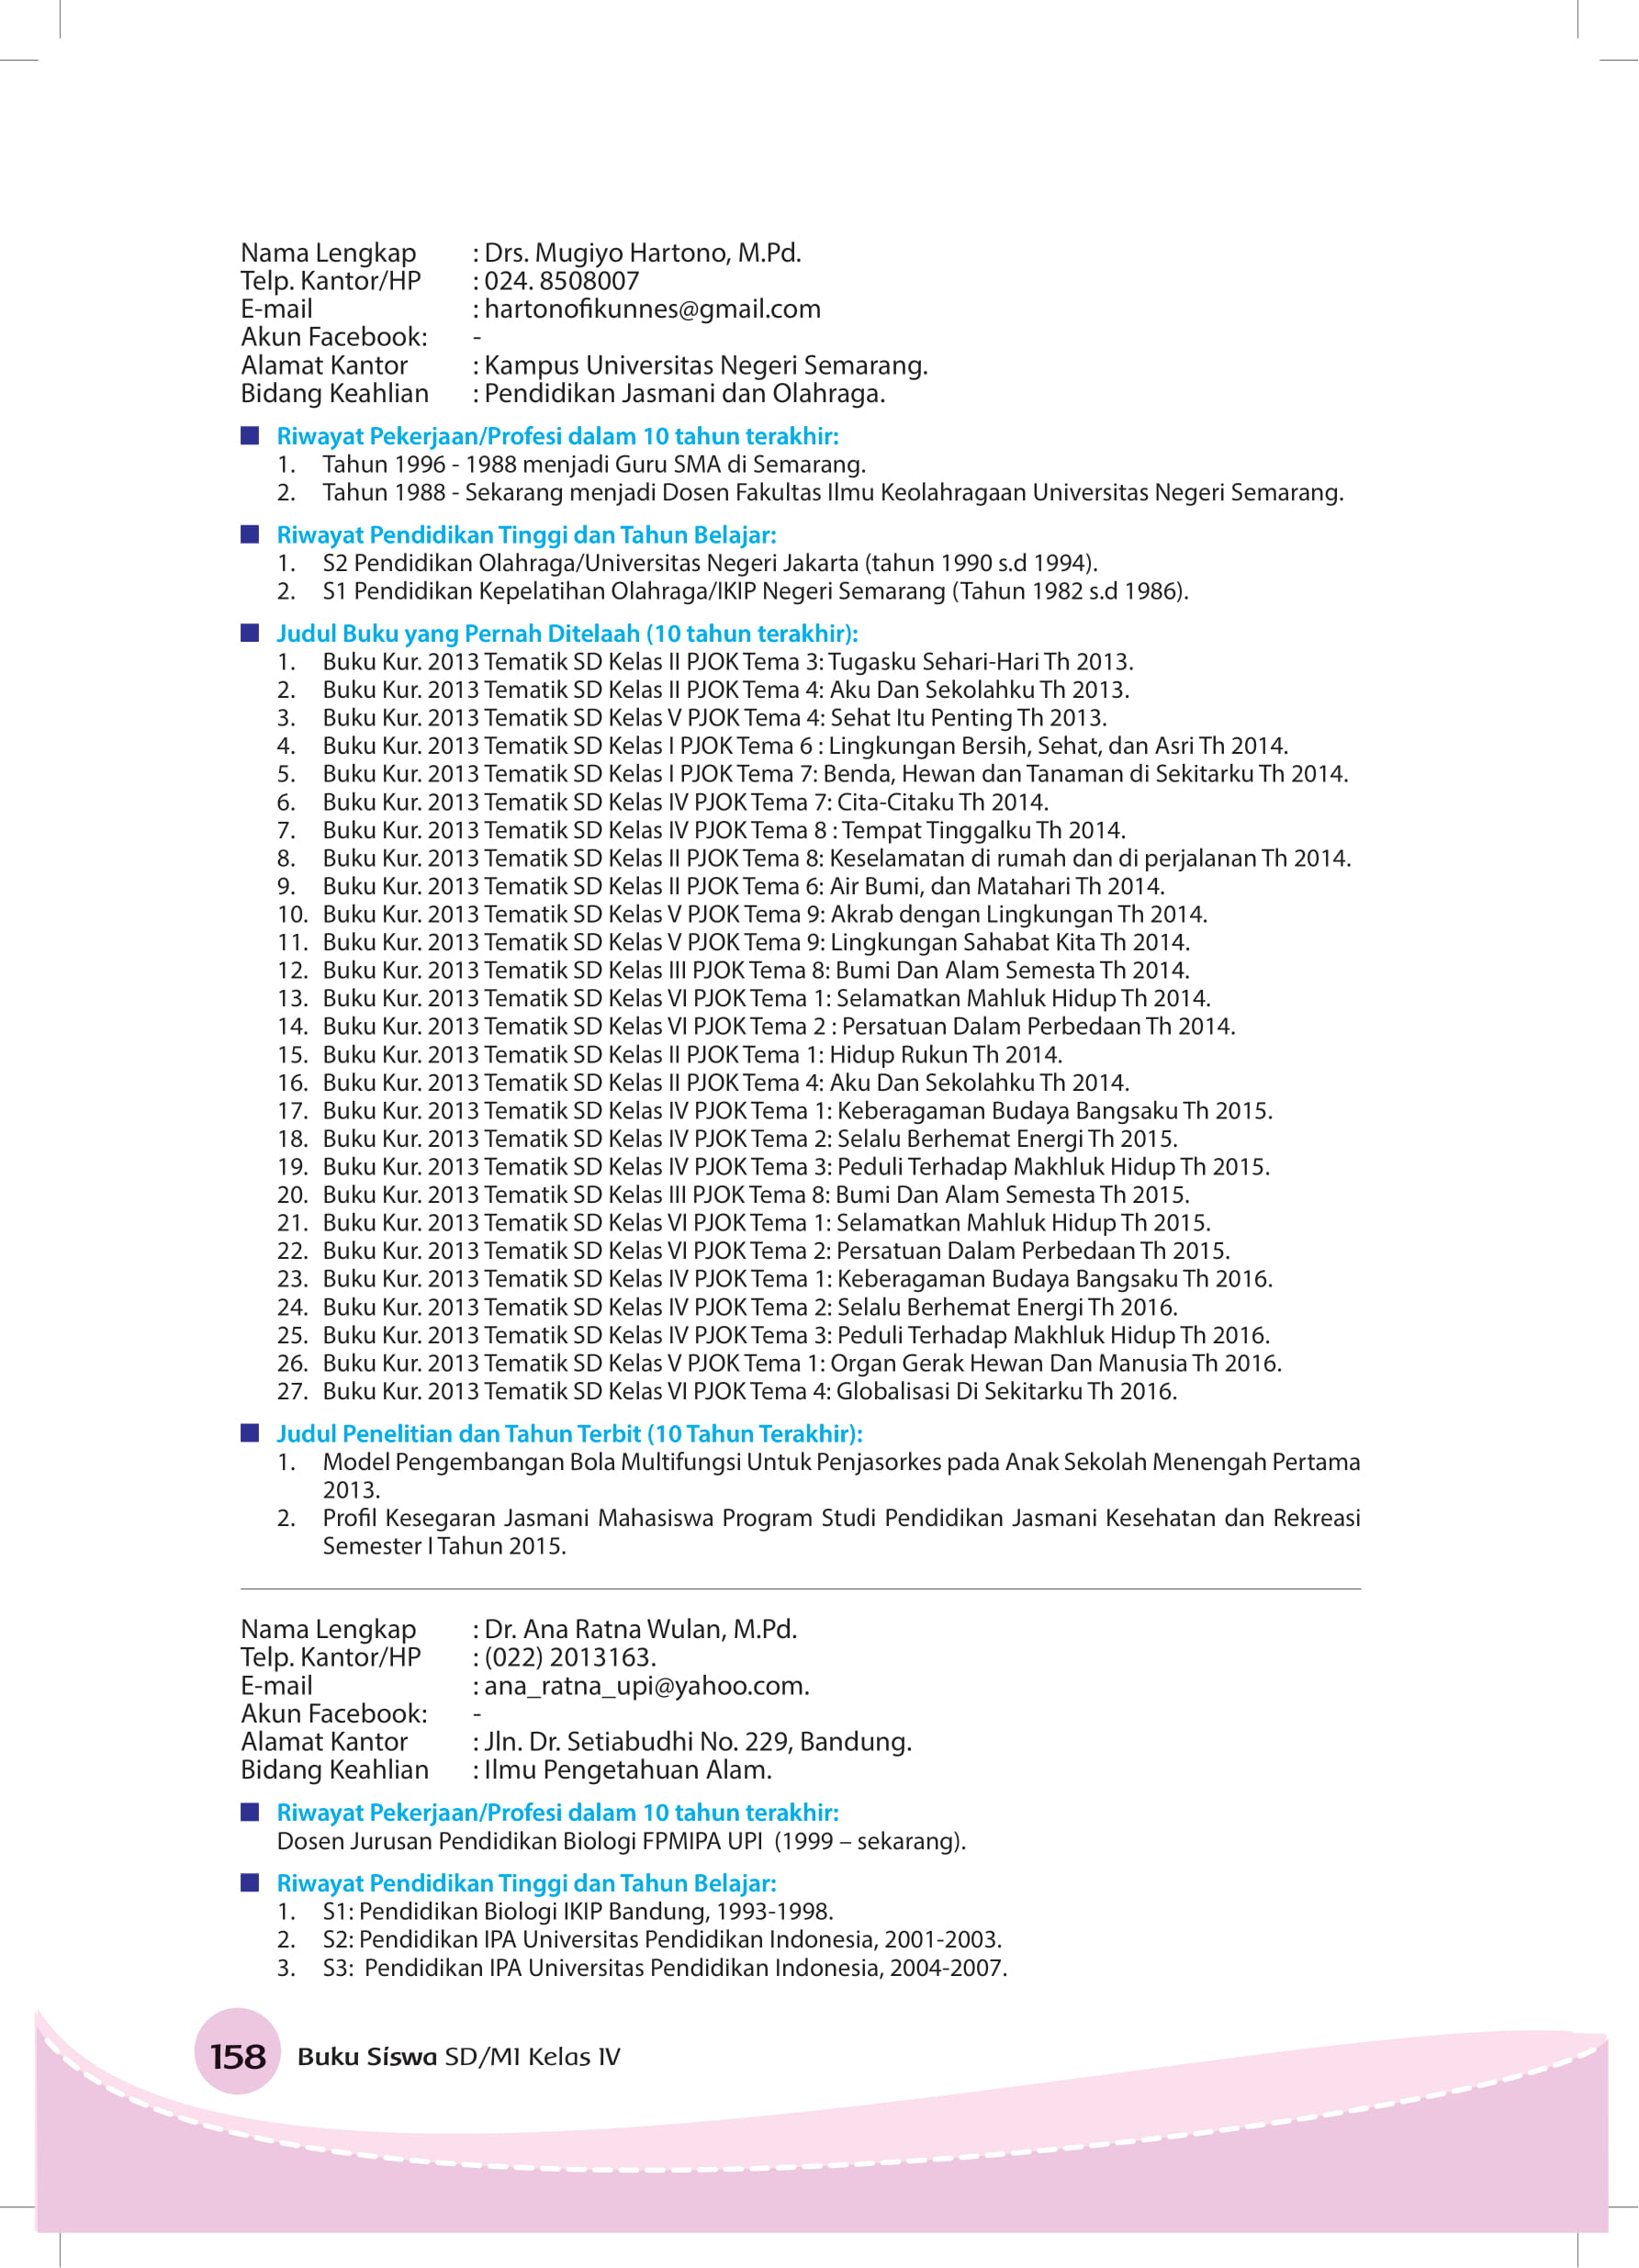 Nama Lengkap : Drs. Mugiyo Hartono, M.Pd.
Telp. Kantor/HP : 024. 8508007
E-mail : hartonofikunnes@gmail.com
Akun Facebook: -
Alamat Kantor : Kampus Universitas Negeri Semarang.
Bidang Keahlian : Pendidikan Jasmani dan Olahraga.
Riwayat Pekerjaan/Profesi dalam 10 tahun terakhir:
1. Tahun 1996 - 1988 menjadi Guru SMA di Semarang.
2. Tahun 1988 - Sekarang menjadi Dosen Fakultas Ilmu Keolahragaan Universitas Negeri Semarang.
Riwayat Pendidikan Tinggi dan Tahun Belajar:
1. S2 Pendidikan Olahraga/Universitas Negeri Jakarta (tahun 1990 s.d 1994).
2. S1 Pendidikan Kepelatihan Olahraga/IKIP Negeri Semarang (Tahun 1982 s.d 1986).
Judul Buku yang Pernah Ditelaah (10 tahun terakhir):
1. Buku Kur. 2013 Tematik SD Kelas II PJOK Tema 3: Tugasku Sehari-Hari Th 2013.
2. Buku Kur. 2013 Tematik SD Kelas II PJOK Tema 4: Aku Dan Sekolahku Th 2013.
3. Buku Kur. 2013 Tematik SD Kelas V PJOK Tema 4: Sehat Itu Penting Th 2013.
4. Buku Kur. 2013 Tematik SD Kelas I PJOK Tema 6 : Lingkungan Bersih, Sehat, dan Asri Th 2014.
5. Buku Kur. 2013 Tematik SD Kelas I PJOK Tema 7: Benda, Hewan dan Tanaman di Sekitarku Th 2014.
6. Buku Kur. 2013 Tematik SD Kelas IV PJOK Tema 7: Cita-Citaku Th 2014.
7. Buku Kur. 2013 Tematik SD Kelas IV PJOK Tema 8 : Tempat Tinggalku Th 2014.
8. Buku Kur. 2013 Tematik SD Kelas II PJOK Tema 8: Keselamatan di rumah dan di perjalanan Th 2014.
9. Buku Kur. 2013 Tematik SD Kelas II PJOK Tema 6: Air Bumi, dan Matahari Th 2014.
10. Buku Kur. 2013 Tematik SD Kelas V PJOK Tema 9: Akrab dengan Lingkungan Th 2014.
11. Buku Kur. 2013 Tematik SD Kelas V PJOK Tema 9: Lingkungan Sahabat Kita Th 2014.
12. Buku Kur. 2013 Tematik SD Kelas III PJOK Tema 8: Bumi Dan Alam Semesta Th 2014.
13. Buku Kur. 2013 Tematik SD Kelas VI PJOK Tema 1: Selamatkan Mahluk Hidup Th 2014.
14. Buku Kur. 2013 Tematik SD Kelas VI PJOK Tema 2 : Persatuan Dalam Perbedaan Th 2014.
15. Buku Kur. 2013 Tematik SD Kelas II PJOK Tema 1: Hidup Rukun Th 2014.
16. Buku Kur. 2013 Tematik SD Kelas II PJOK Tema 4: Aku Dan Sekolahku Th 2014.
17. Buku Kur. 2013 Tematik SD Kelas IV PJOK Tema 1: Keberagaman Budaya Bangsaku Th 2015.
18. Buku Kur. 2013 Tematik SD Kelas IV PJOK Tema 2: Selalu Berhemat Energi Th 2015.
19. Buku Kur. 2013 Tematik SD Kelas IV PJOK Tema 3: Peduli Terhadap Makhluk Hidup Th 2015.
20. Buku Kur. 2013 Tematik SD Kelas III PJOK Tema 8: Bumi Dan Alam Semesta Th 2015.
21. Buku Kur. 2013 Tematik SD Kelas VI PJOK Tema 1: Selamatkan Mahluk Hidup Th 2015.
22. Buku Kur. 2013 Tematik SD Kelas VI PJOK Tema 2: Persatuan Dalam Perbedaan Th 2015.
23. Buku Kur. 2013 Tematik SD Kelas IV PJOK Tema 1: Keberagaman Budaya Bangsaku Th 2016.
24. Buku Kur. 2013 Tematik SD Kelas IV PJOK Tema 2: Selalu Berhemat Energi Th 2016.
25. Buku Kur. 2013 Tematik SD Kelas IV PJOK Tema 3: Peduli Terhadap Makhluk Hidup Th 2016.
26. Buku Kur. 2013 Tematik SD Kelas V PJOK Tema 1: Organ Gerak Hewan Dan Manusia Th 2016.
27. Buku Kur. 2013 Tematik SD Kelas VI PJOK Tema 4: Globalisasi Di Sekitarku Th 2016.
Judul Penelitian dan Tahun Terbit (10 Tahun Terakhir):
1. Model Pengembangan Bola Multifungsi Untuk Penjasorkes pada Anak Sekolah Menengah Pertama
2013.
2. Profil Kesegaran Jasmani Mahasiswa Program Studi Pendidikan Jasmani Kesehatan dan Rekreasi
Semester I Tahun 2015.
Nama Lengkap : Dr. Ana Ratna Wulan, M.Pd.
Telp. Kantor/HP : (022) 2013163.
E-mail : ana_ratna_upi@yahoo.com.
Akun Facebook: -
Alamat Kantor : Jln. Dr. Setiabudhi No. 229, Bandung.
Bidang Keahlian : Ilmu Pengetahuan Alam.
Riwayat Pekerjaan/Profesi dalam 10 tahun terakhir:
Dosen Jurusan Pendidikan Biologi FPMIPA UPI (1999 – sekarang).
Riwayat Pendidikan Tinggi dan Tahun Belajar:
1. S1: Pendidikan Biologi IKIP Bandung, 1993-1998.
2. S2: Pendidikan IPA Universitas Pendidikan Indonesia, 2001-2003.
3. S3: Pendidikan IPA Universitas Pendidikan Indonesia, 2004-2007.
158 Buku Siswa SD/MI Kelas IV